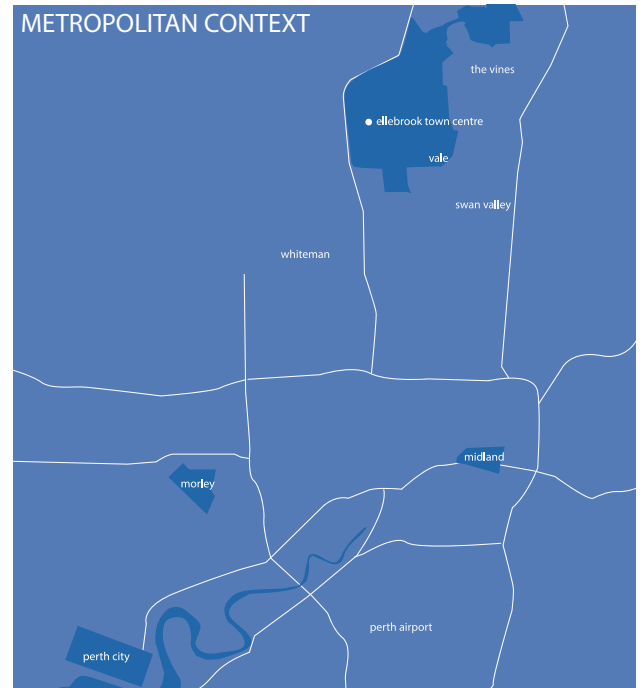 METROPOLITAN CONTEXT
the vines
ellebrook town centre
vale
swan valley
whiteman
midland
morley
perth airport
perth city